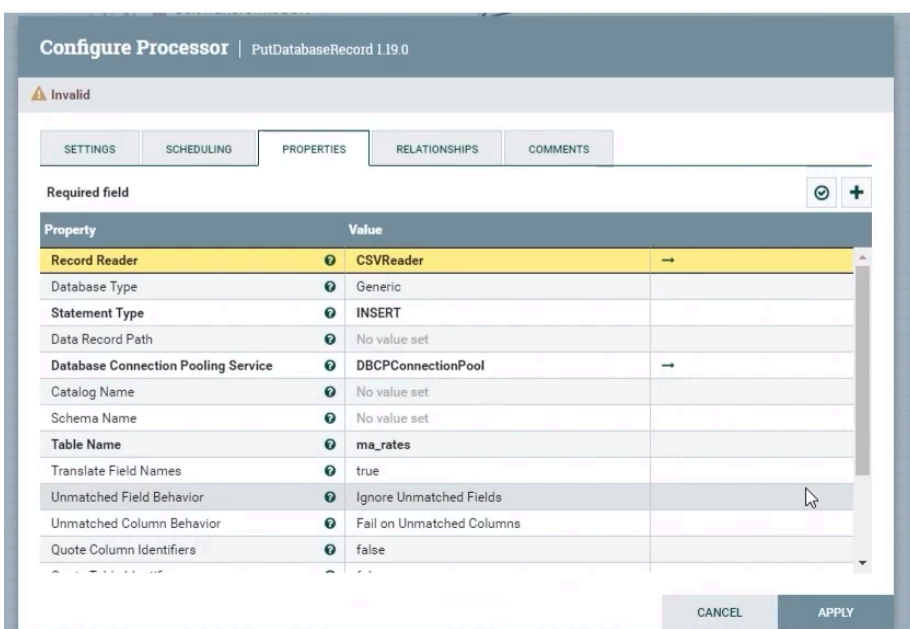 Configure Processor | PutDatabaseRecord 1.19.0
Invalid
SETTINGS SCHEDULING PROPERTIES RELATIONSHIPS COMMENTS
Required field
Property Value
Record Reader CSVReader
Database Type Generic
Statement Type INSERT
Data Record Path No value set
Database Connection Pooling Service DBCPConnectionPool
Catalog Name No value set
Schema Name No value set
Table Name ma_rates
Translate Field Names true
Unmatched Field Behavior Ignore Unmatched Fields
Unmatched Column Behavior Fail on Unmatched Columns
Quote Column Identifiers false
CANCEL APPLY